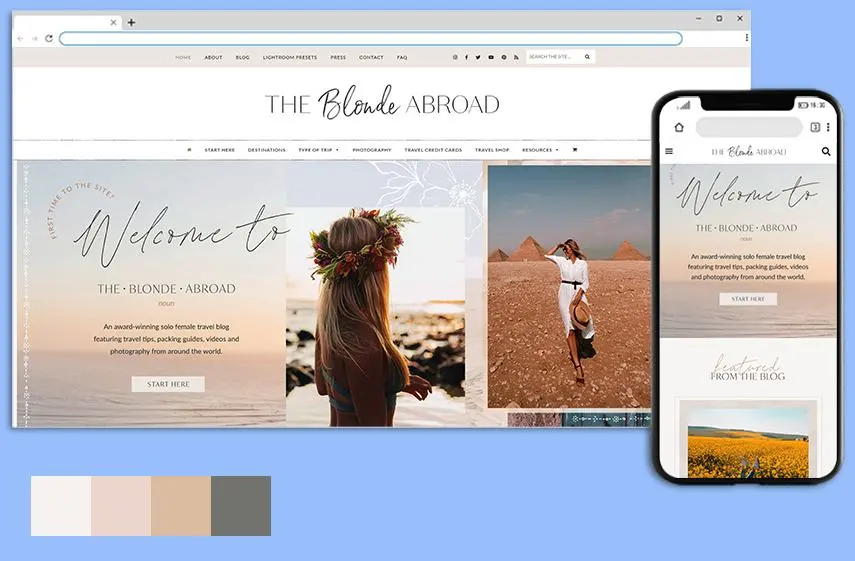 HOME ABOUT BLOG LIGHTROOM PRESETS PRESS CONTACT FAQ
SEARCH THE SITE...
THE Blonde ABROAD
START HERE DESTINATIONS TYPE OF TRIP PHOTOGRAPHY TRAVEL CREDIT CARDS TRAVEL SHOP RESOURCES
FIRST TIME TO THE SITE?
Welcome to
THE • BLONDE • ABROAD
noun
An award-winning solo female travel blog
featuring travel tips, packing guides, videos and
photography from around the world.
START HERE
16:30
3
THE Blonde ABROAD
Welcome to
THE • BLONDE • ABROAD
noun
An award-winning solo female travel blog
featuring travel tips, packing guides, videos
and photography from around the world.
START HERE
featured
FROM THE BLOG